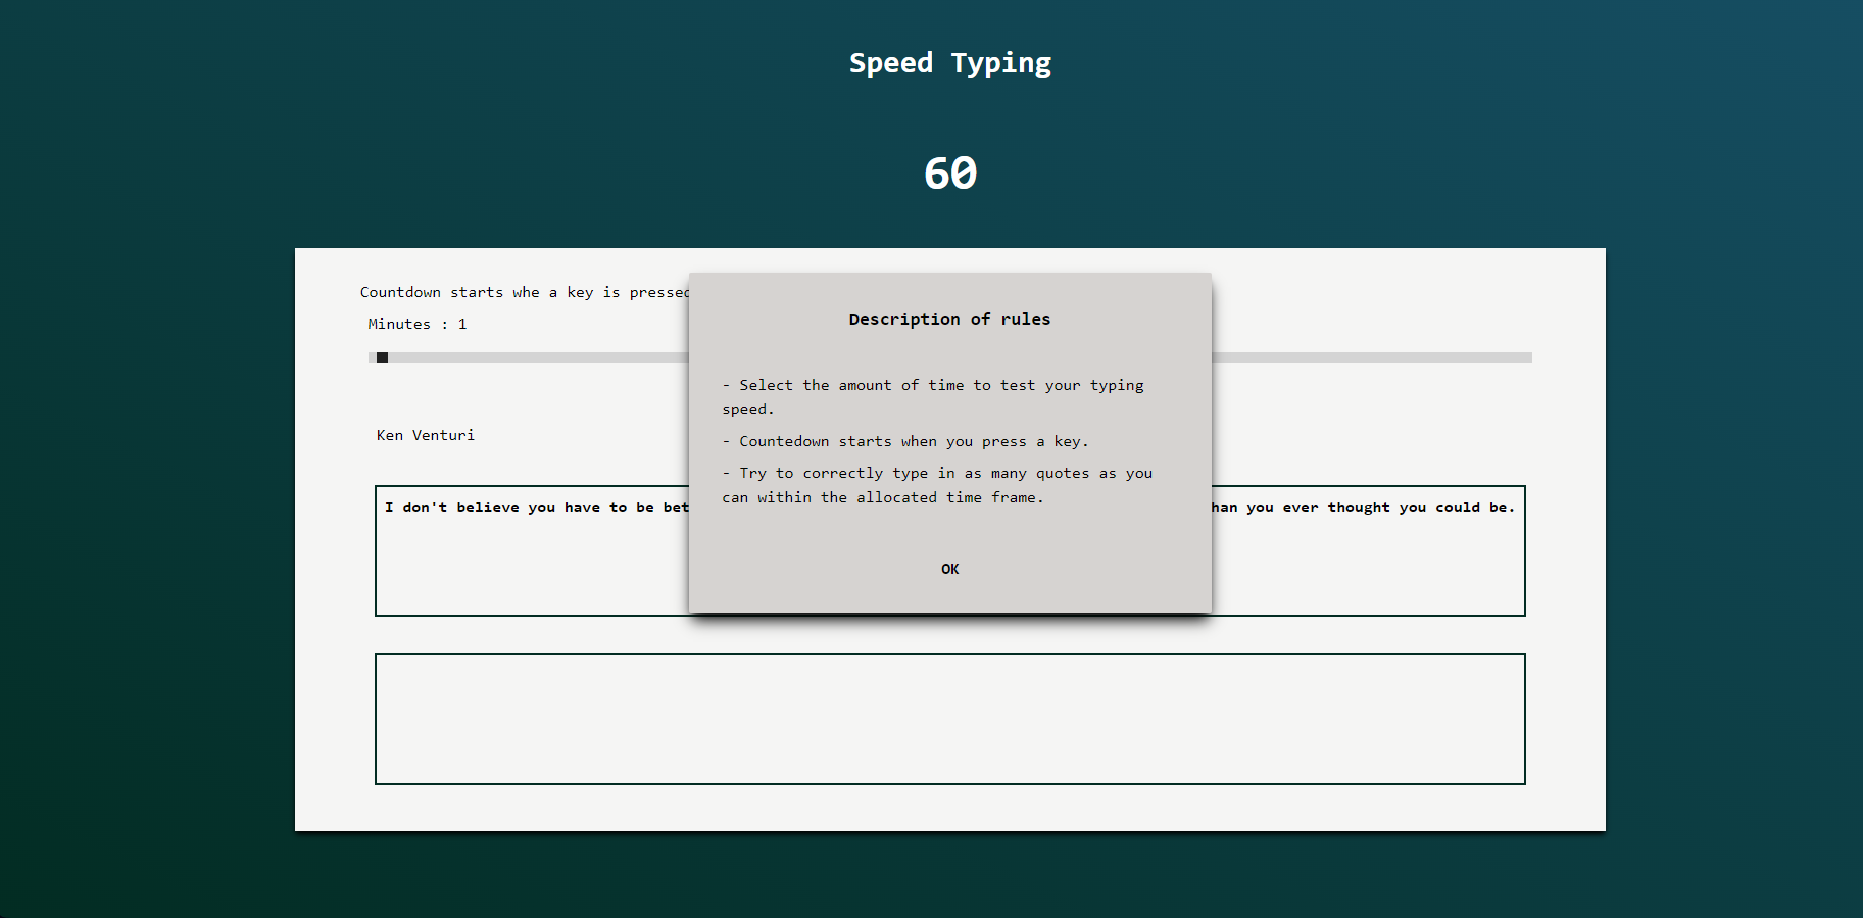 Speed Typing
60
Countdown starts whe a key is pressed
Minutes : 1
Description of rules
- Select the amount of time to test your typing
speed.
- Countedown starts when you press a key.
- Try to correctly type in as many quotes as you
can within the allocated time frame.
OK
Ken Venturi
I don't believe you have to be bet
han you ever thought you could be.